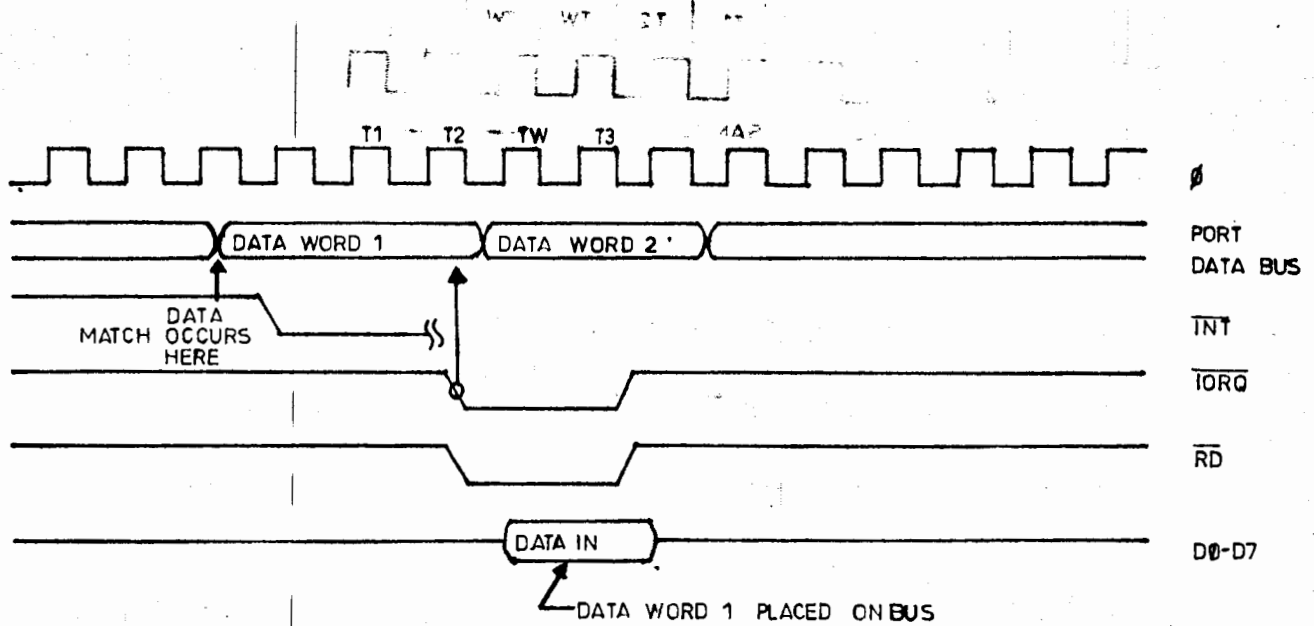 T1 T2 TW T3
Ø
DATA WORD 1 DATA WORD 2
PORT
DATA BUS
DATA
MATCH OCCURS
HERE
INT
IORQ
RD
DATA IN
DØ-D7
DATA WORD 1 PLACED ON BUS